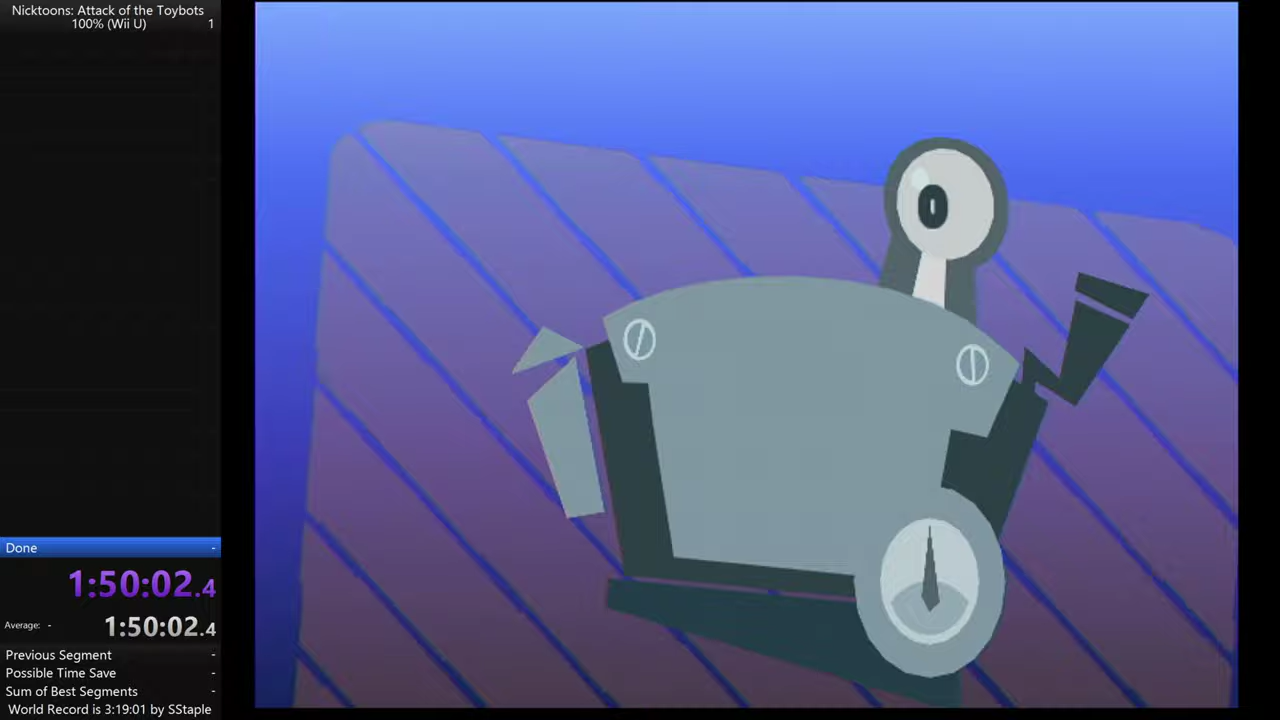 Nicktoons: Attack of the Toybots
100% (Wii U) 1
Done -
1:50:02.4
Average: - 1:50:02.4
Previous Segment -
Possible Time Save -
Sum of Best Segments -
World Record is 3:19:01 by SStaple